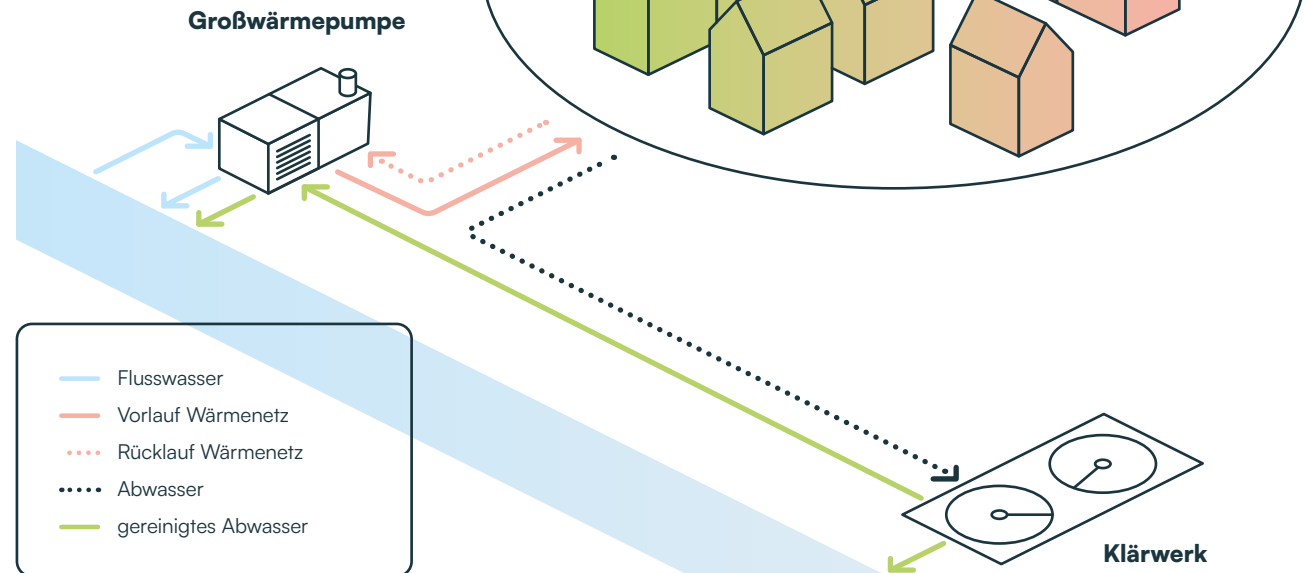 Großwärmepumpe
Flusswasser
Vorlauf Wärmenetz
Rücklauf Wärmenetz
Abwasser
gereinigtes Abwasser
Klärwerk